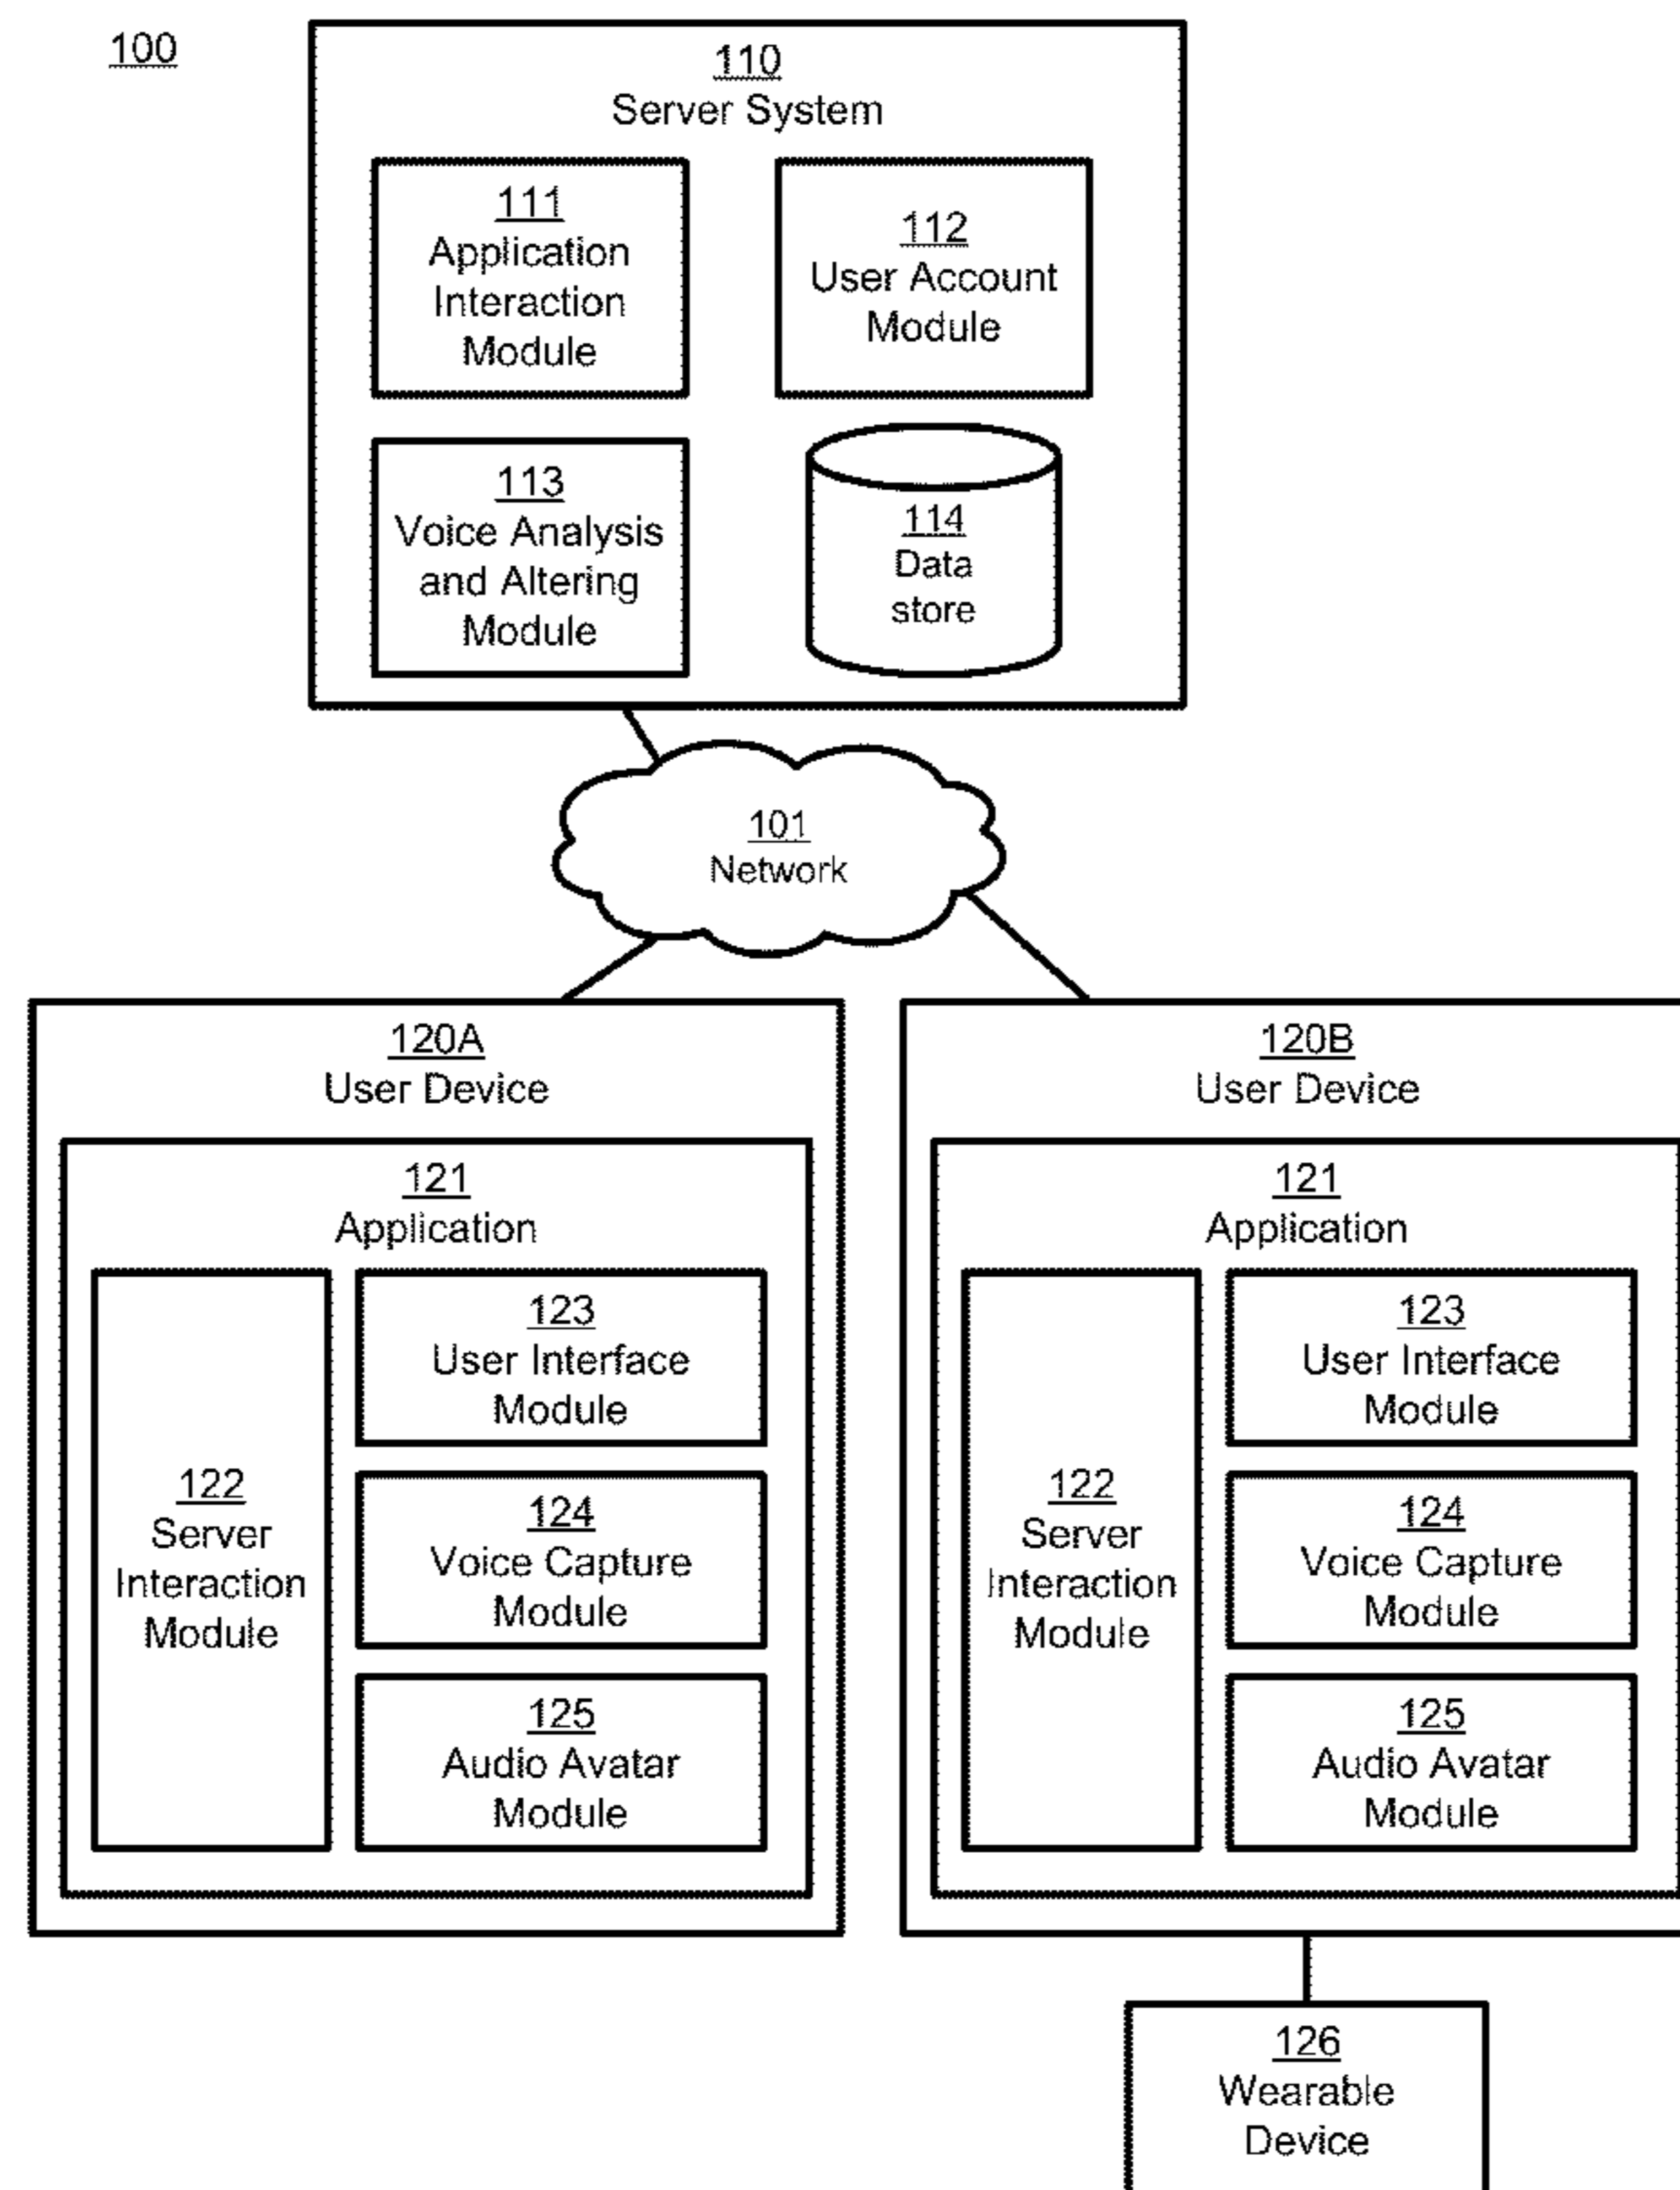 100
110
Server System
111
Application
Interaction
Module
112
User Account
Module
113
Voice Analysis
and Altering
Module
114
Data
store
101
Network
120A
User Device
121
Application
122
Server
Interaction
Module
123
User Interface
Module
124
Voice Capture
Module
125
Audio Avatar
Module
120B
User Device
121
Application
122
Server
Interaction
Module
123
User Interface
Module
124
Voice Capture
Module
125
Audio Avatar
Module
126
Wearable
Device